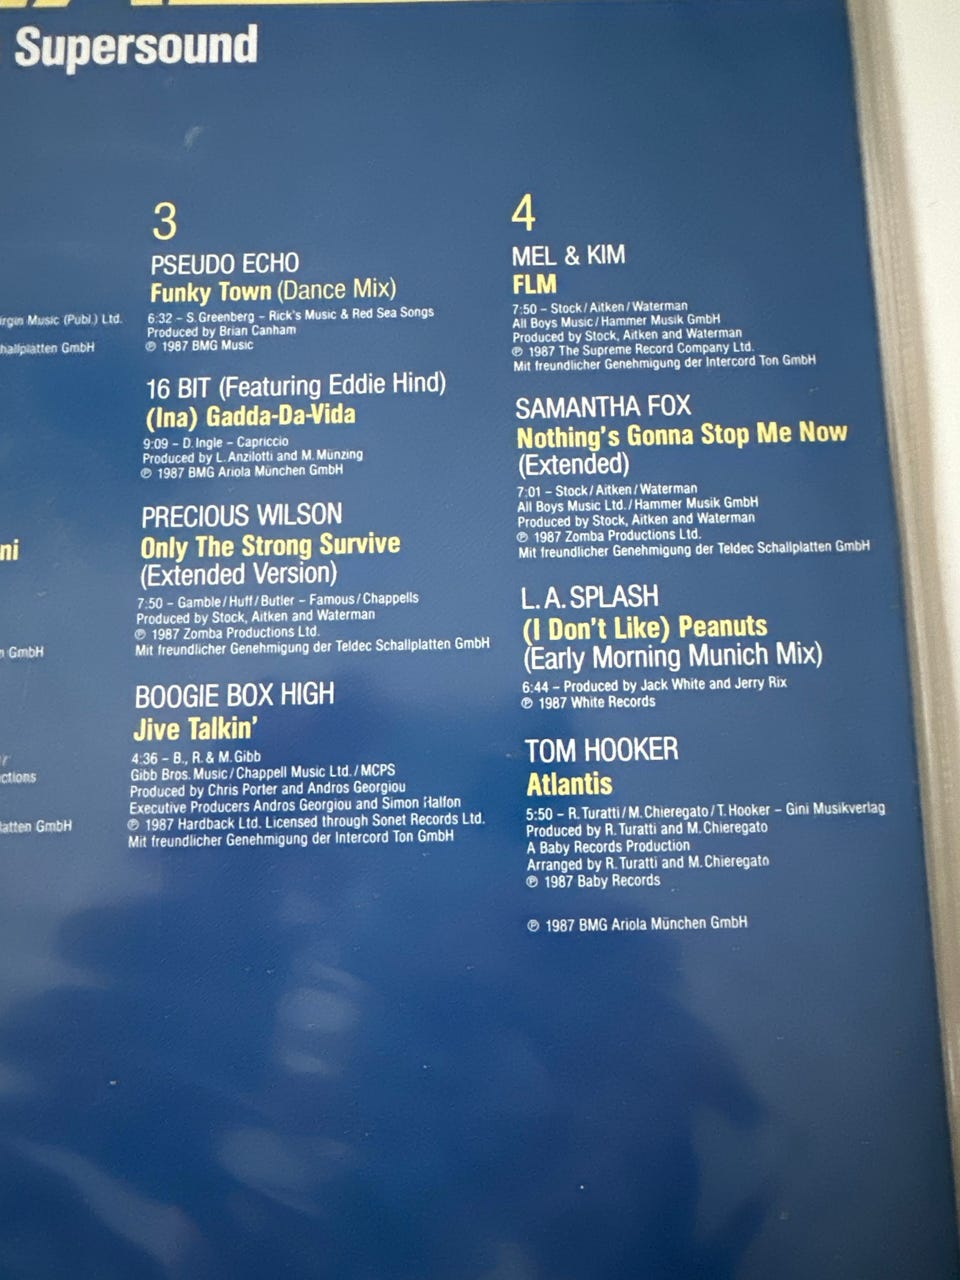 Supersound
irgin Music (Publ.) Ltd.
hallplatten GmbH
ni
GmbH
ctions
latten GmbH
3
PSEUDO ECHO
Funky Town (Dance Mix)
6:32 – S. Greenberg – Rick's Music & Red Sea Songs
Produced by Brian Canham
℗ 1987 BMG Music
16 BIT (Featuring Eddie Hind)
(Ina) Gadda-Da-Vida
9:09 – D. Ingle – Capriccio
Produced by L. Anzilotti and M. Münzing
℗ 1987 BMG Ariola München GmbH
PRECIOUS WILSON
Only The Strong Survive
(Extended Version)
7:50 – Gamble/Huff/Butler – Famous/Chappells
Produced by Stock, Aitken and Waterman
℗ 1987 Zomba Productions Ltd.
Mit freundlicher Genehmigung der Teldec Schallplatten GmbH
BOOGIE BOX HIGH
Jive Talkin'
4:36 – B., R. & M. Gibb
Gibb Bros. Music/Chappell Music Ltd./MCPS
Produced by Chris Porter and Andros Georgiou
Executive Producers Andros Georgiou and Simon Halfon
℗ 1987 Hardback Ltd. Licensed through Sonet Records Ltd.
Mit freundlicher Genehmigung der Intercord Ton GmbH
4
MEL & KIM
FLM
7:50 – Stock/Aitken/Waterman
All Boys Music/Hammer Musik GmbH
Produced by Stock, Aitken and Waterman
℗ 1987 The Supreme Record Company Ltd.
Mit freundlicher Genehmigung der Intercord Ton GmbH
SAMANTHA FOX
Nothing's Gonna Stop Me Now
(Extended)
7:01 – Stock/Aitken/Waterman
All Boys Music Ltd./Hammer Musik GmbH
Produced by Stock, Aitken and Waterman
℗ 1987 Zomba Productions Ltd.
Mit freundlicher Genehmigung der Teldec Schallplatten GmbH
L.A. SPLASH
(I Don't Like) Peanuts
(Early Morning Munich Mix)
6:44 – Produced by Jack White and Jerry Rix
℗ 1987 White Records
TOM HOOKER
Atlantis
5:50 – R. Turatti/M. Chieregato/T. Hooker – Gini Musikverlag
Produced by R. Turatti and M. Chieregato
A Baby Records Production
Arranged by R. Turatti and M. Chieregato
℗ 1987 Baby Records
℗ 1987 BMG Ariola München GmbH